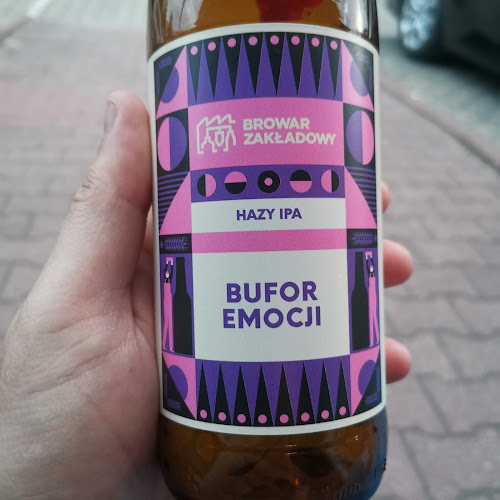 BROWAR
ZAKŁADOWY
HAZY IPA
BUFOR
EMOCJI